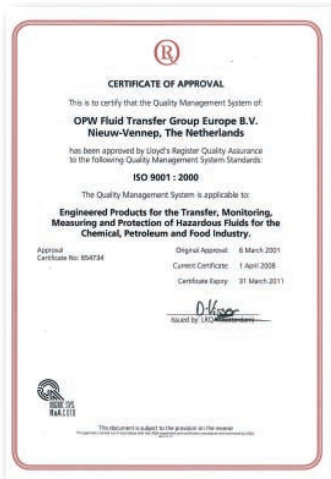 R
CERTIFICATE OF APPROVAL
This is to certify that the Quality Management System of:
OPW Fluid Transfer Group Europe B.V.
Nieuw-Vennep, The Netherlands
has been approved by Lloyd's Register Quality Assurance
to the following Quality Management System Standards:
ISO 9001 : 2000
The Quality Management System is applicable to:
Engineered Products for the Transfer, Monitoring,
Measuring and Protection of Hazardous Fluids for the
Chemical, Petroleum and Food Industry.
Approval
Certificate No: 654734
Original Approval: 6 March 2001
Current Certificate: 1 April 2008
Certificate Expiry: 31 March 2011
D. Visser
Issued by: LRQA
RvA C 070
This document is subject to the provision on the reverse